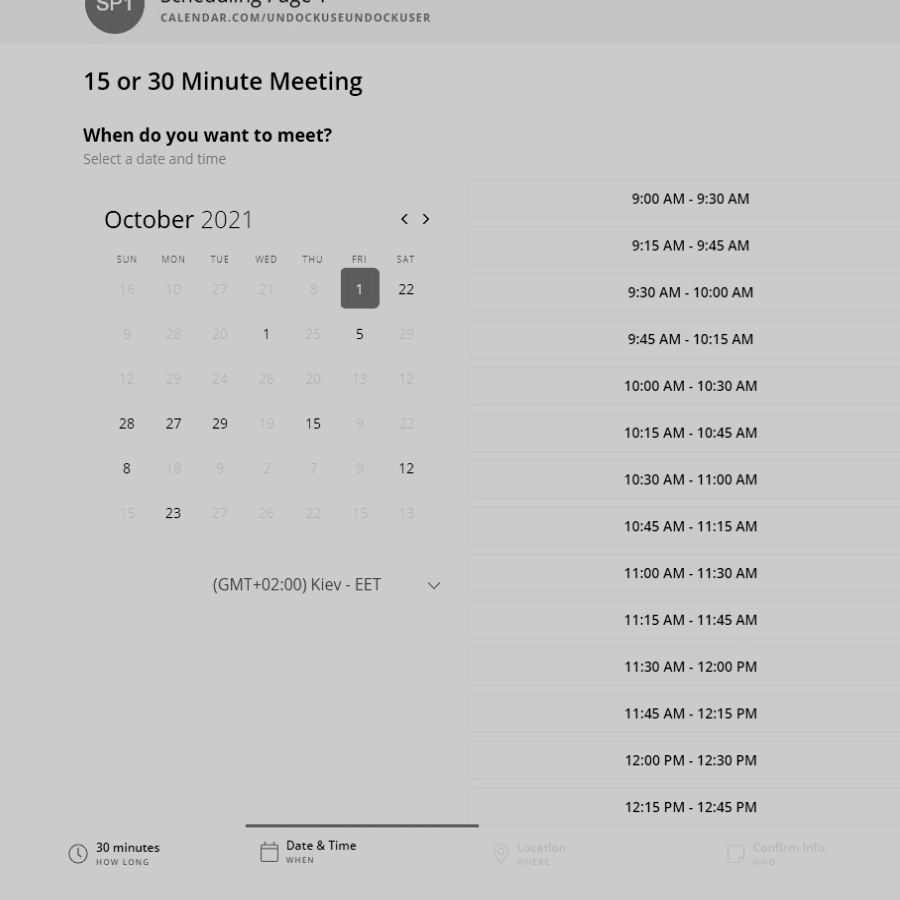 SP1
Scheduling Page 1
CALENDAR.COM/UNDOCKUSEUNDOCKUSER
15 or 30 Minute Meeting
When do you want to meet?
Select a date and time
October 2021
SUN MON TUE WED THU FRI SAT
16 10 27 21 8 1 22
9 28 20 1 25 5 29
12 29 24 26 20 13 12
28 27 29 19 15 9 22
8 18 9 2 7 9 12
15 23 27 26 22 15 13
(GMT+02:00) Kiev - EET
9:00 AM - 9:30 AM
9:15 AM - 9:45 AM
9:30 AM - 10:00 AM
9:45 AM - 10:15 AM
10:00 AM - 10:30 AM
10:15 AM - 10:45 AM
10:30 AM - 11:00 AM
10:45 AM - 11:15 AM
11:00 AM - 11:30 AM
11:15 AM - 11:45 AM
11:30 AM - 12:00 PM
11:45 AM - 12:15 PM
12:00 PM - 12:30 PM
12:15 PM - 12:45 PM
30 minutes
HOW LONG
Date & Time
WHEN
Location
WHERE
Confirm Info
WHO